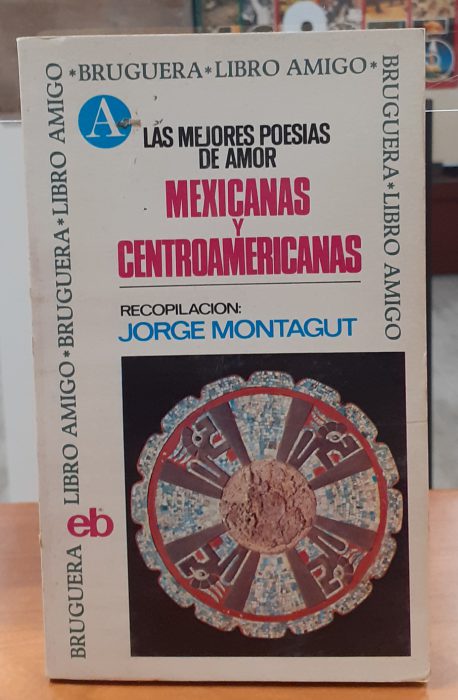 *BRUGUERA*LIBRO AMIGO*
BRUGUERA*LIBRO AMIGO
BRUGUERA*LIBRO AMIGO*BRUGUERA*LIBRO AMIGO
A
LAS MEJORES POESIAS
DE AMOR
MEXICANAS
Y
CENTROAMERICANAS
RECOPILACION:
JORGE MONTAGUT
eb